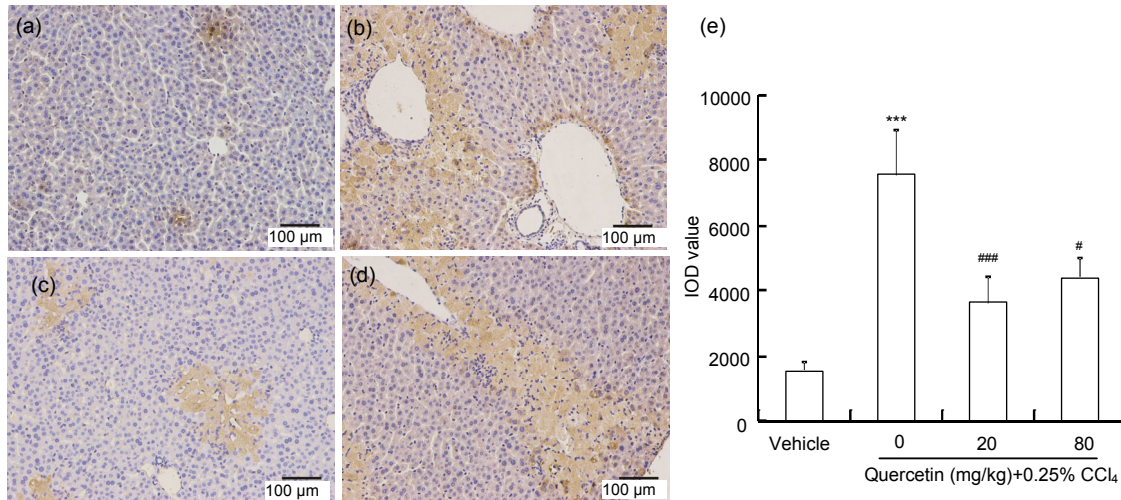 (a)
100 µm
(b)
100 µm
(c)
100 µm
(d)
100 µm
(e)
IOD value
10000
8000
6000
4000
2000
0
***
###
#
Vehicle 0 20 80
Quercetin (mg/kg)+0.25% CCl₄